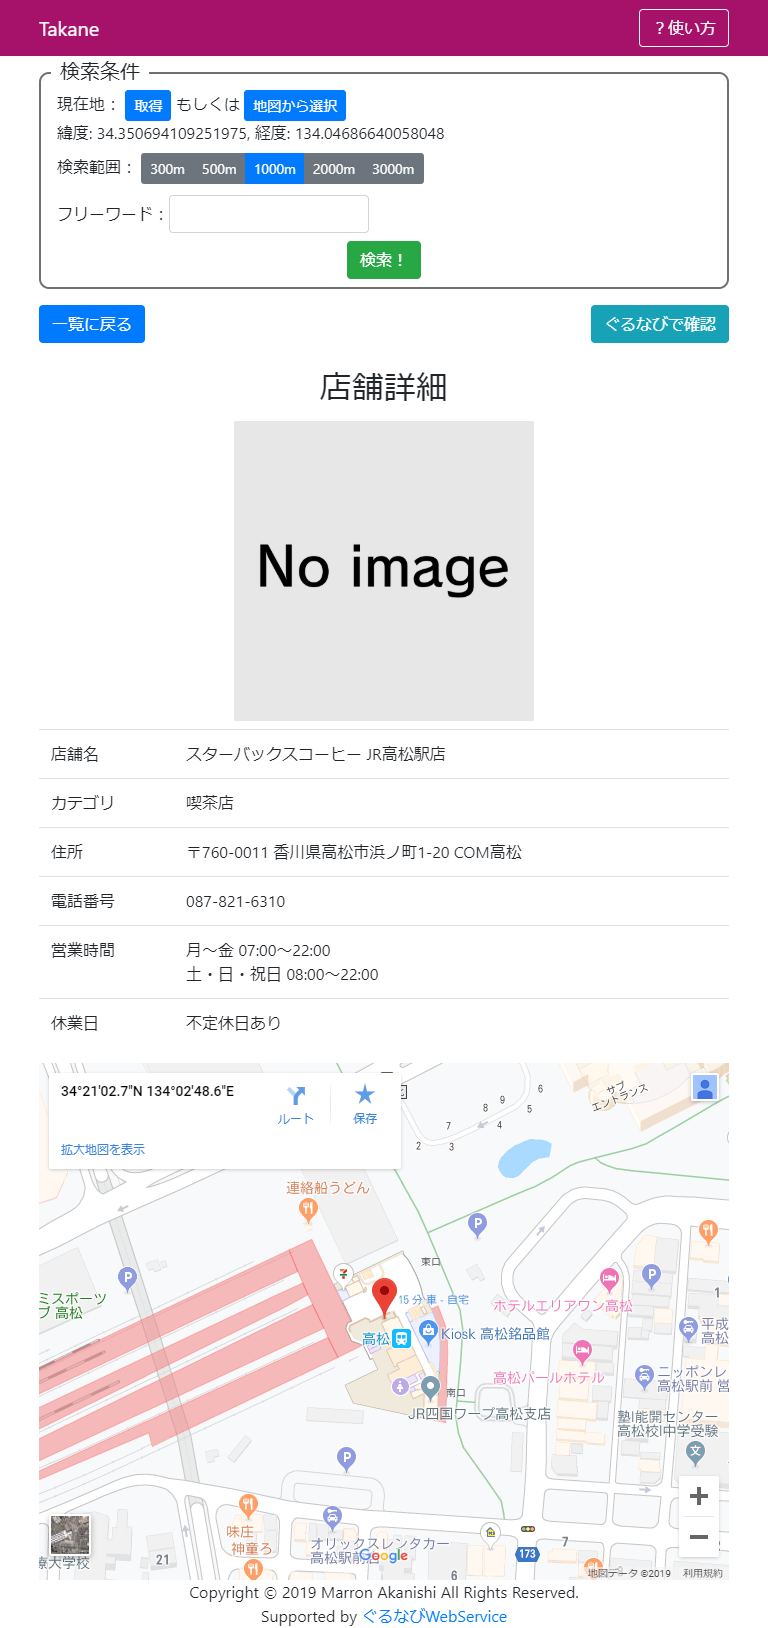 Takane
？使い方
検索条件
現在地： 取得 もしくは 地図から選択
緯度: 34.350694109251975, 経度: 134.04686640058048
検索範囲： 300m 500m 1000m 2000m 3000m
フリーワード：
検索！
一覧に戻る
ぐるなびで確認
店舗詳細
No image
店舗名 スターバックスコーヒー JR高松駅店
カテゴリ 喫茶店
住所 〒760-0011 香川県高松市浜ノ町1-20 COM高松
電話番号 087-821-6310
営業時間 月～金 07:00～22:00
土・日・祝日 08:00～22:00
休業日 不定休日あり
34°21'02.7"N 134°02'48.6"E
ルート
保存
拡大地図を表示
サブ
エントランス
6
5
9
8
7
4
2
3
連絡船うどん
P
東口
P
P
1
15 分 車 - 自宅
ミスポーツ
ブ 高松
ホテルエリアワン高松
平成
高松
高松
Kiosk 高松銘品館
高松パールホテル
ニッポンレ
高松駅前 営
南口
JR四国ワープ高松支店
塾|能開センター
高松校|中学受験
文
P
味庄
神童ろ
オリックスレンタカー
高松駅前店
Google
7
173
21
療大学校
地図データ ©2019 利用規約
Copyright © 2019 Marron Akanishi All Rights Reserved.
Supported by ぐるなびWebService